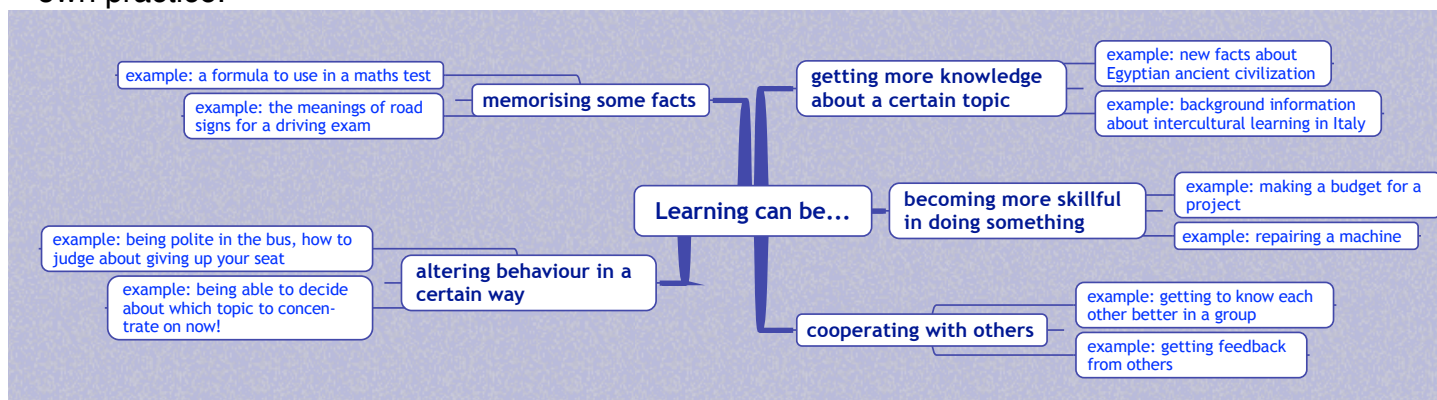 own practice.
example: a formula to use in a maths test
example: the meanings of road
signs for a driving exam
memorising some facts
getting more knowledge
about a certain topic
example: new facts about
Egyptian ancient civilization
example: background information
about intercultural learning in Italy
Learning can be...
becoming more skillful
in doing something
example: making a budget for a
project
example: repairing a machine
example: being polite in the bus, how to
judge about giving up your seat
example: being able to decide
about which topic to concen-
trate on now!
altering behaviour in a
certain way
cooperating with others
example: getting to know each
other better in a group
example: getting feedback
from others